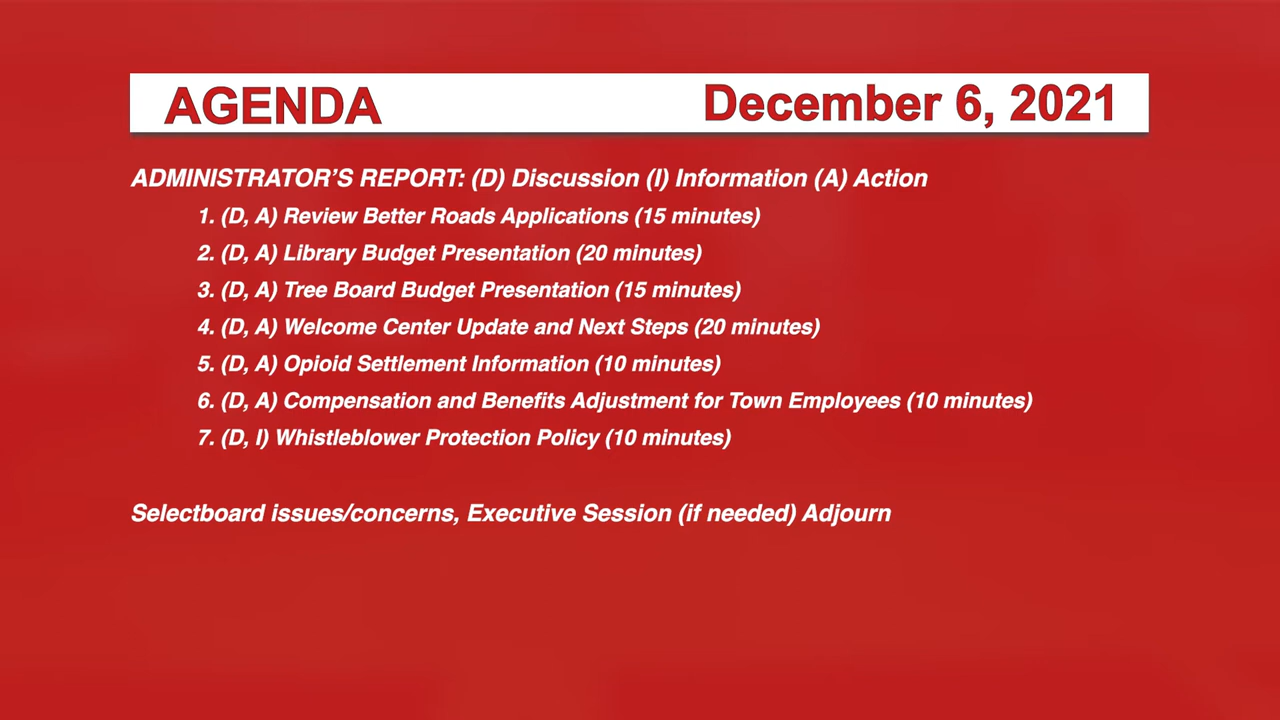 AGENDA December 6, 2021
ADMINISTRATOR'S REPORT: (D) Discussion (I) Information (A) Action
1. (D, A) Review Better Roads Applications (15 minutes)
2. (D, A) Library Budget Presentation (20 minutes)
3. (D, A) Tree Board Budget Presentation (15 minutes)
4. (D, A) Welcome Center Update and Next Steps (20 minutes)
5. (D, A) Opioid Settlement Information (10 minutes)
6. (D, A) Compensation and Benefits Adjustment for Town Employees (10 minutes)
7. (D, I) Whistleblower Protection Policy (10 minutes)
Selectboard issues/concerns, Executive Session (if needed) Adjourn